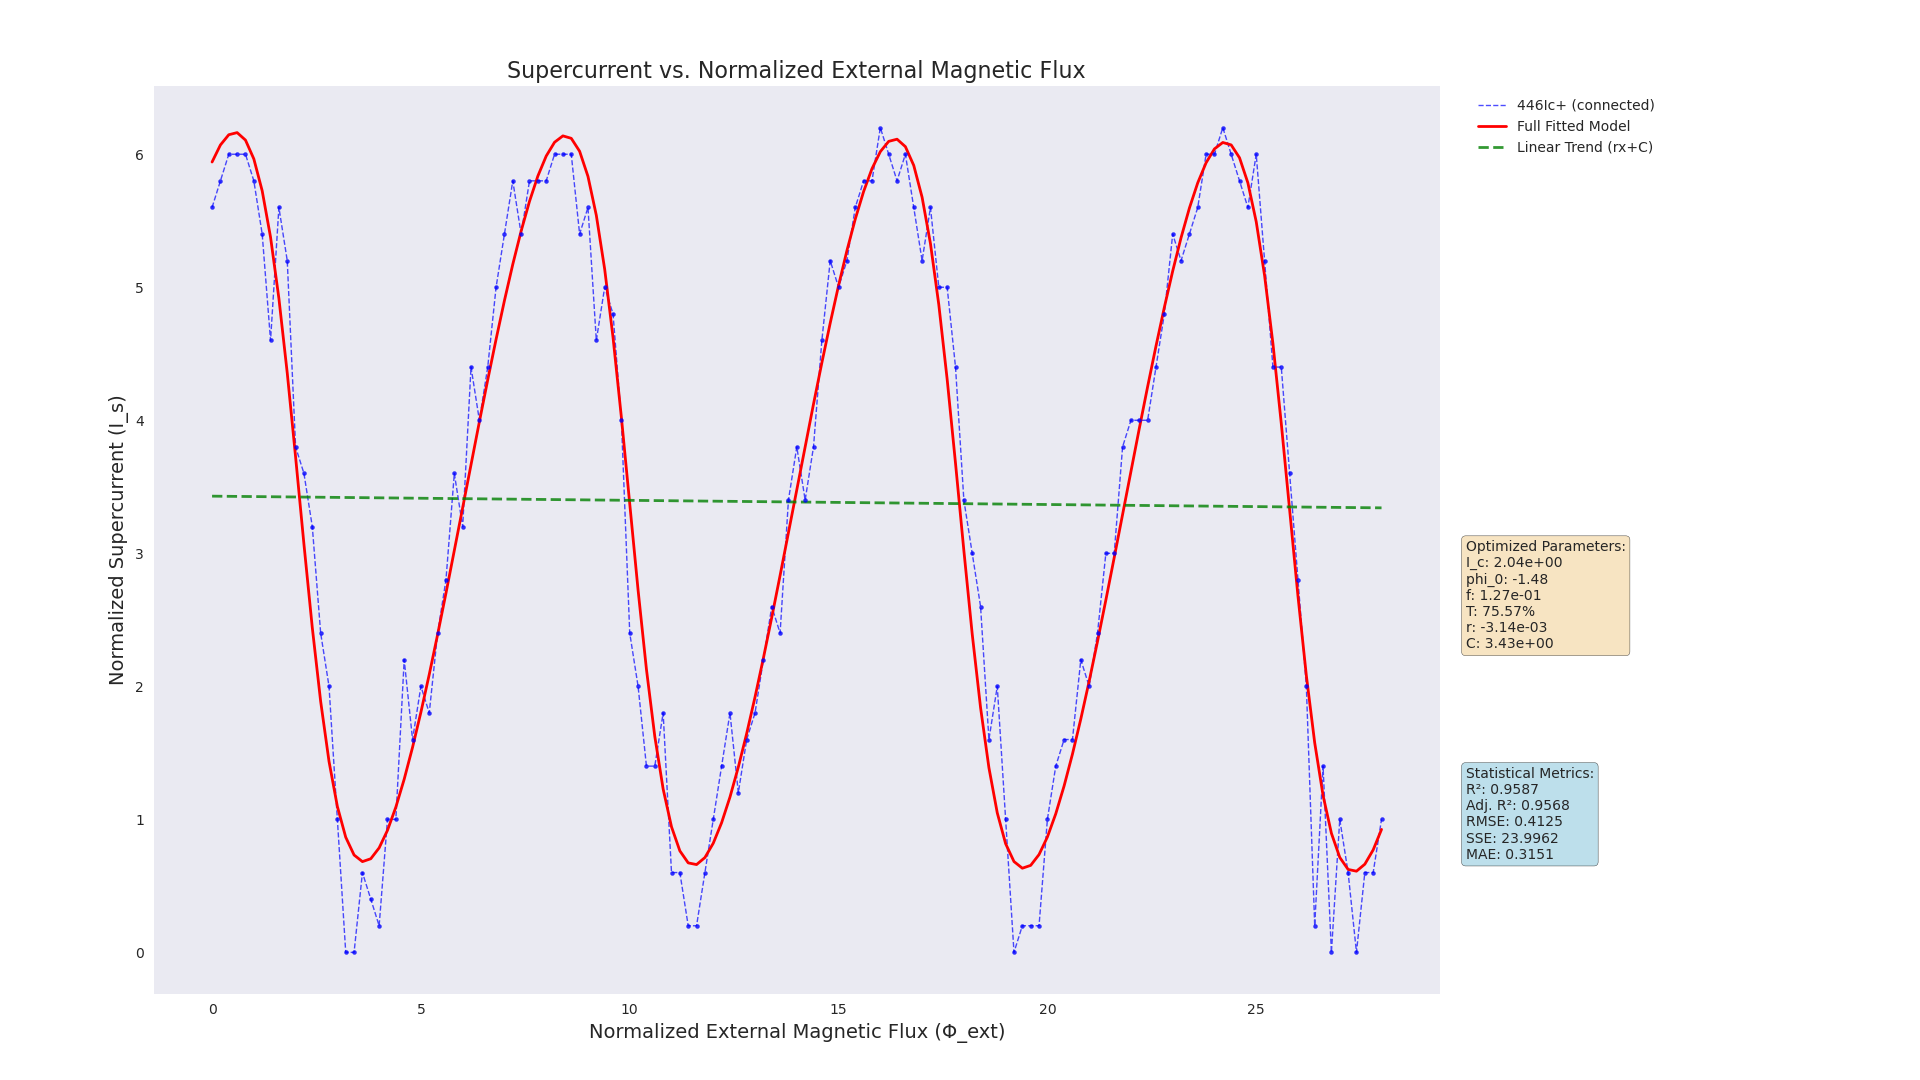 Supercurrent vs. Normalized External Magnetic Flux
446Ic+ (connected)
Full Fitted Model
Linear Trend (rx+C)
Normalized Supercurrent (I_s)
6
5
4
3
2
1
0
0 5 10 15 20 25
Normalized External Magnetic Flux (Φ_ext)
Optimized Parameters:
I_c: 2.04e+00
phi_0: -1.48
f: 1.27e-01
T: 75.57%
r: -3.14e-03
C: 3.43e+00
Statistical Metrics:
R²: 0.9587
Adj. R²: 0.9568
RMSE: 0.4125
SSE: 23.9962
MAE: 0.3151